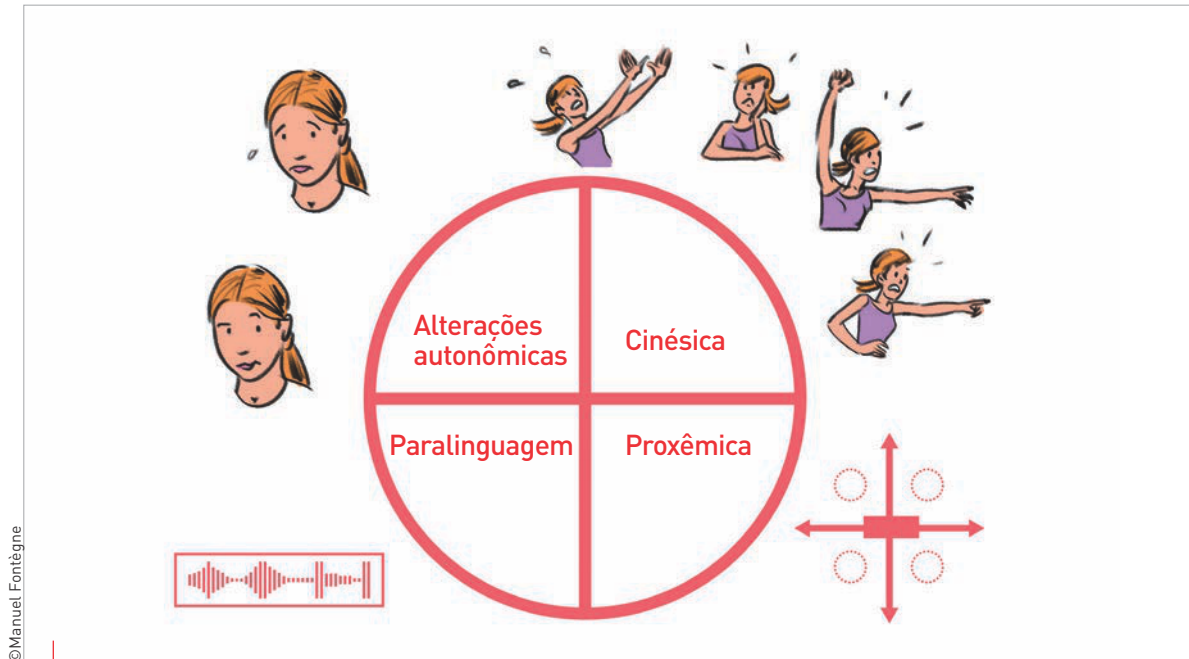 Alterações
autonômicas
Cinésica
Paralinguagem
Proxêmica
©Manuel Fontègne